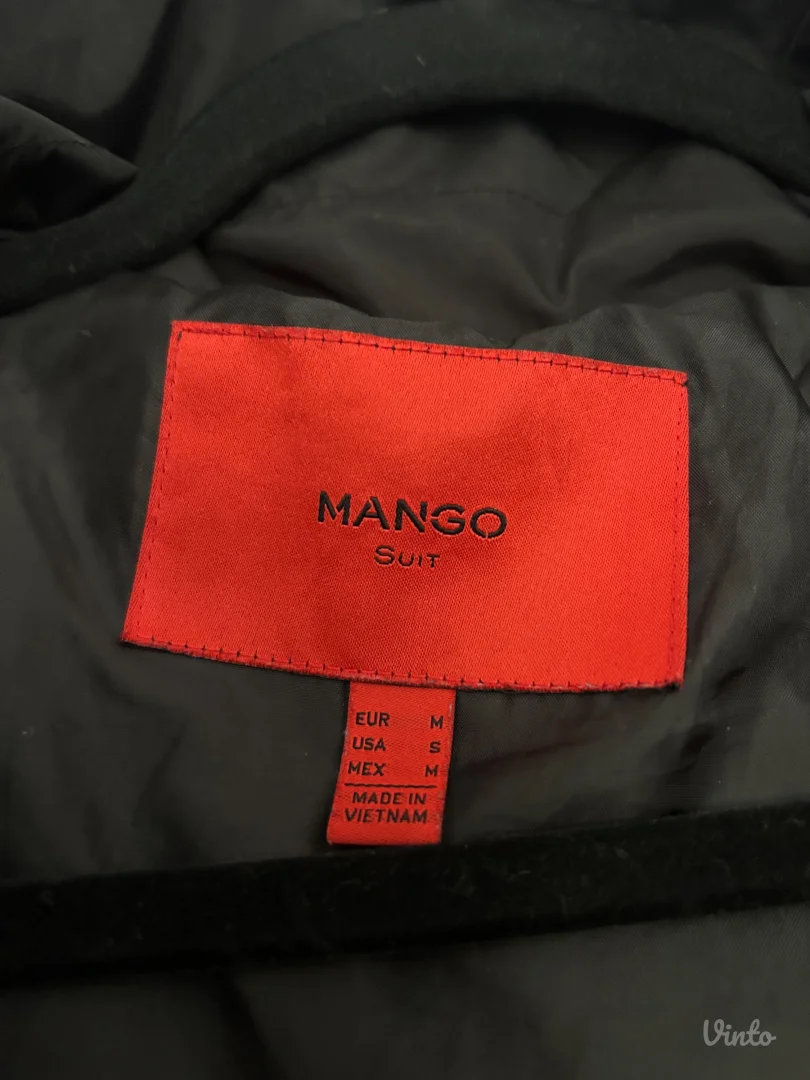 MANGO
SUIT
EUR M
USA S
MEX M
MADE IN
VIETNAM
Vinto